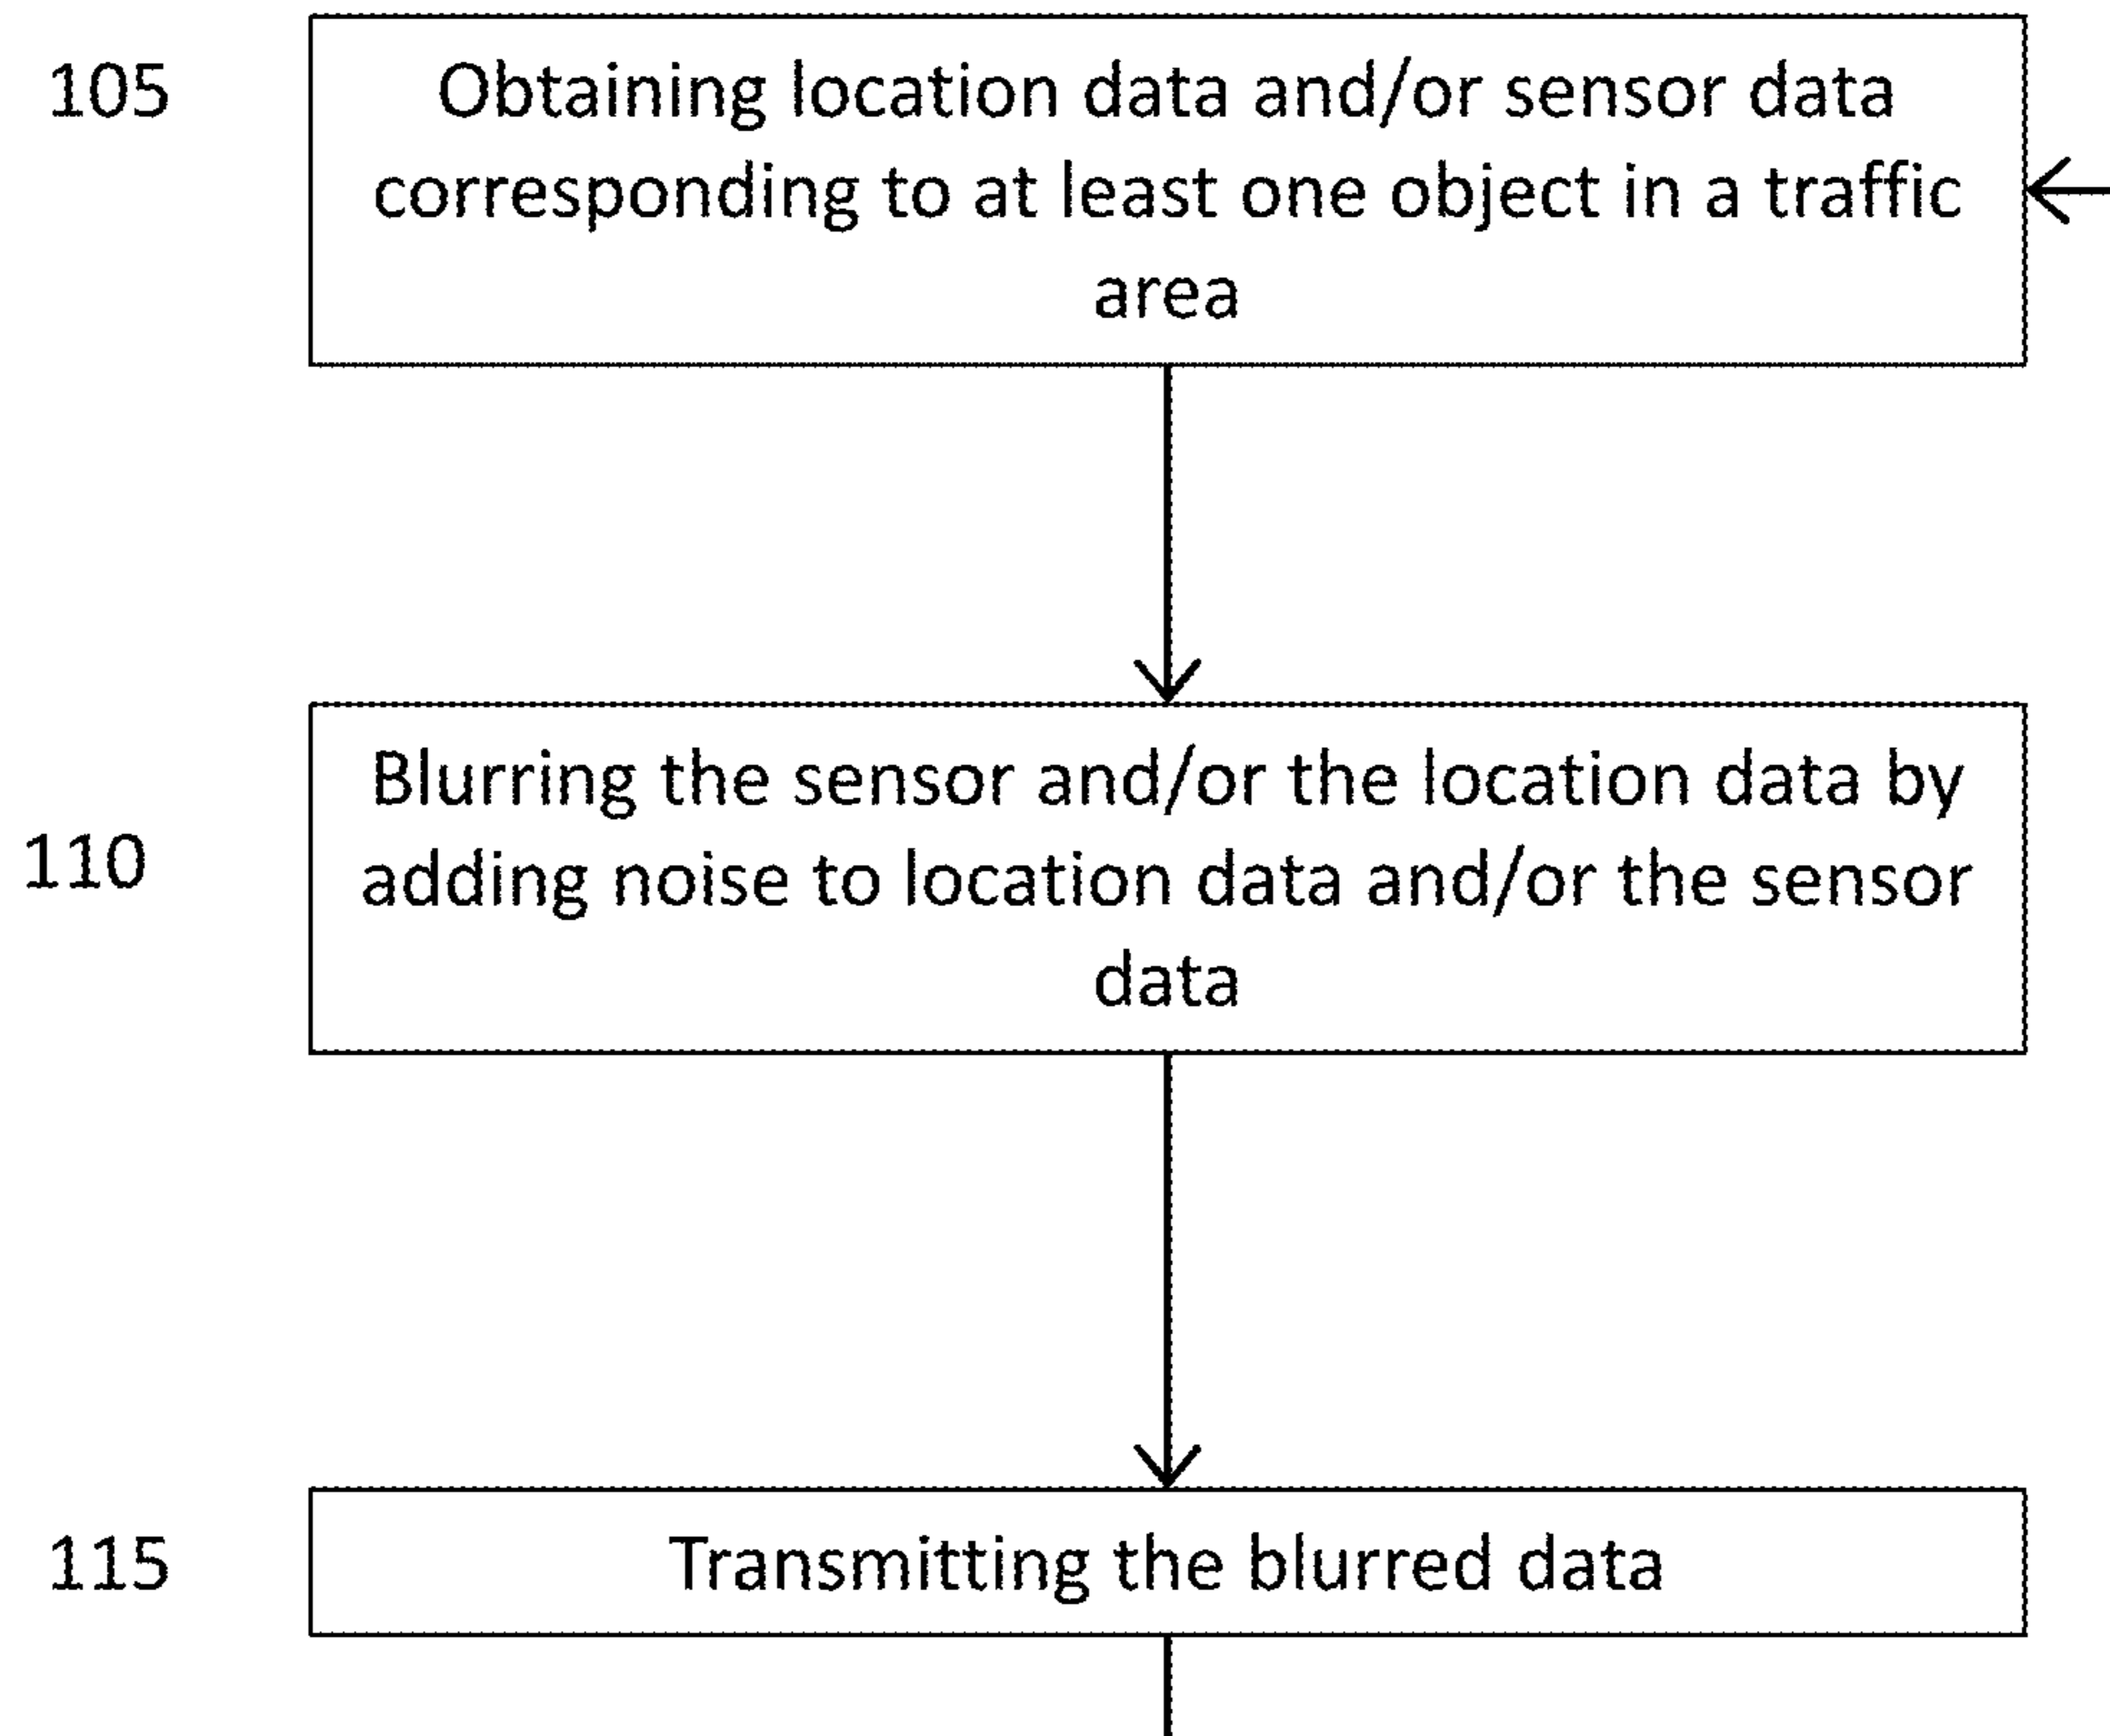 105
Obtaining location data and/or sensor data
corresponding to at least one object in a traffic
area
110
Blurring the sensor and/or the location data by
adding noise to location data and/or the sensor
data
115
Transmitting the blurred data